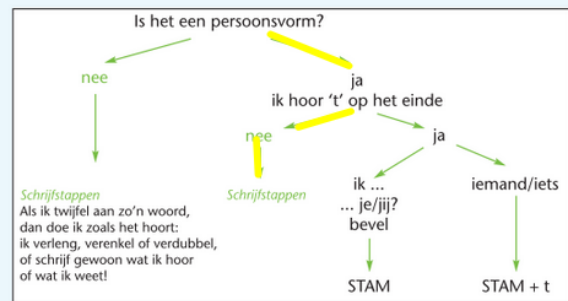 Is het een persoonsvorm?
nee
ja
ik hoor ‘t’ op het einde
nee
ja
Schrijfstappen
Als ik twijfel aan zo’n woord,
dan doe ik zoals het hoort:
ik verleng, verenkel of verdubbel,
of schrijf gewoon wat ik hoor
of wat ik weet!
Schrijfstappen
ik ...
... je/jij?
bevel
iemand/iets
STAM
STAM + t